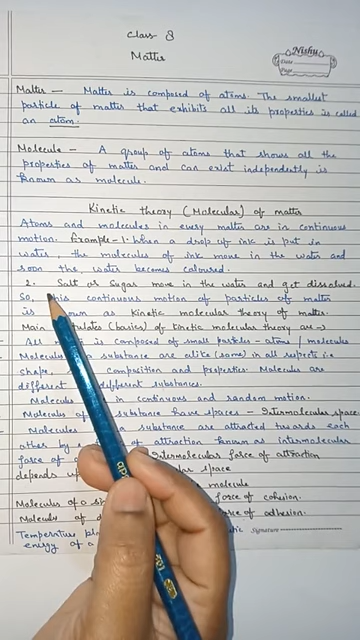 Class 8
Matter
Nishu
Date
Page
Matter — Matter is composed of atoms. The smallest
particle of matter that exhibits all its properties is called
an atom.
Molecule – A group of atoms that shows all the
properties of matter and can exist independently is
known as molecule.
Kinetic theory (Molecular) of matter
Atoms and molecules in every matter are in continuous
motion. Example-1. When a drop of ink is put in
water, the molecules of ink move in the water and
soon the, water becomes coloured.
2. Salt or Sugar move in the water and get dissolved.
So, this continuous motion of particles of matter
is known as kinetic molecular theory of matter.
Main (basics) of kinetic molecular theory are →
All is composed of small particles – atoms / molecules
Molecules substance are alike (same) in all respects i.e
shape, composition and properties. Molecules are
different different substances.
Molecules in continuous and random motion.
Molecules of substance have spaces – Intermolecular space
Molecules a substance are attracted towards each
other by of attraction known as intermolecular
force of Intermolecular force of attraction
depends space
molecule
Molecules of a force of cohesion.
Molecules of of adhesion.
Temperature
energy of a
Signature